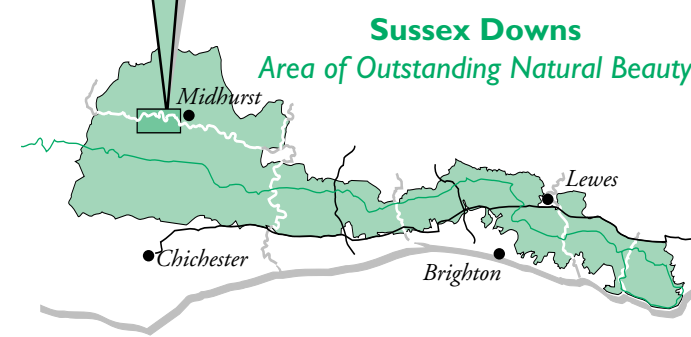 Sussex Downs
Area of Outstanding Natural Beauty
Midhurst
Lewes
Chichester
Brighton